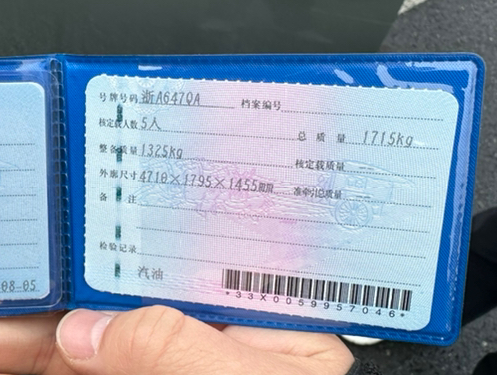 号牌号码 浙A647QA 档案编号
核定载人数 5人 总质量 1715kg
整备质量 1325kg 核定载质量
外廓尺寸 4710×1795×1455mm 准牵引总质量
备注
检验记录
汽油
*33X0059957046*
08-05